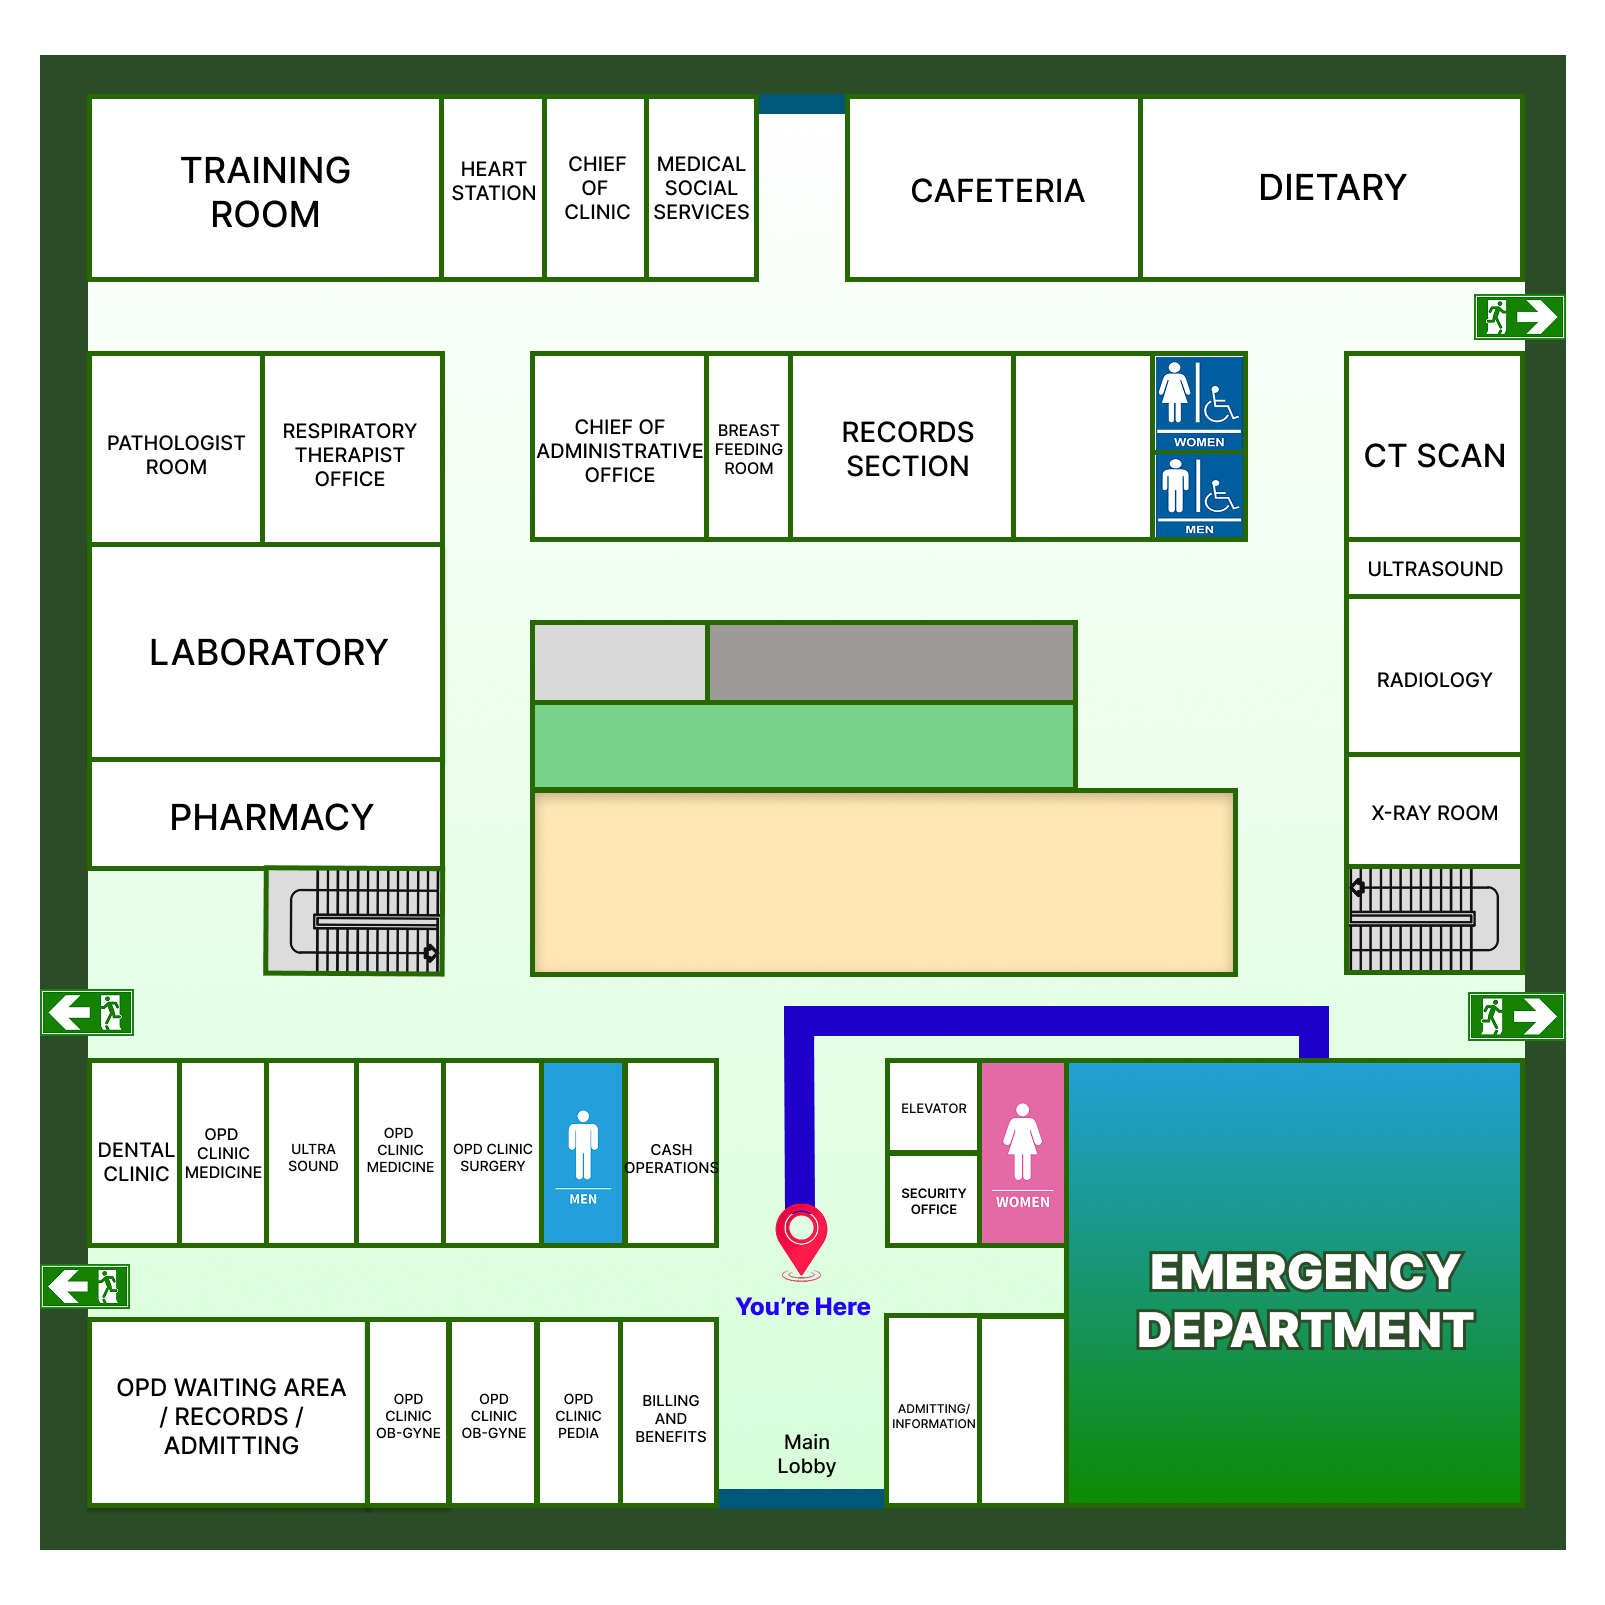 TRAINING
ROOM
HEART
STATION
CHIEF
OF
CLINIC
MEDICAL
SOCIAL
SERVICES
CAFETERIA
DIETARY
PATHOLOGIST
ROOM
RESPIRATORY
THERAPIST
OFFICE
CHIEF OF
ADMINISTRATIVE
OFFICE
BREAST
FEEDING
ROOM
RECORDS
SECTION
WOMEN
MEN
CT SCAN
ULTRASOUND
LABORATORY
RADIOLOGY
PHARMACY
X-RAY ROOM
DENTAL
CLINIC
OPD
CLINIC
MEDICINE
ULTRA
SOUND
OPD
CLINIC
MEDICINE
OPD CLINIC
SURGERY
MEN
CASH
OPERATIONS
ELEVATOR
SECURITY
OFFICE
WOMEN
You're Here
EMERGENCY
DEPARTMENT
OPD WAITING AREA
/ RECORDS /
ADMITTING
OPD
CLINIC
OB-GYNE
OPD
CLINIC
OB-GYNE
OPD
CLINIC
PEDIA
BILLING
AND
BENEFITS
Main
Lobby
ADMITTING/
INFORMATION